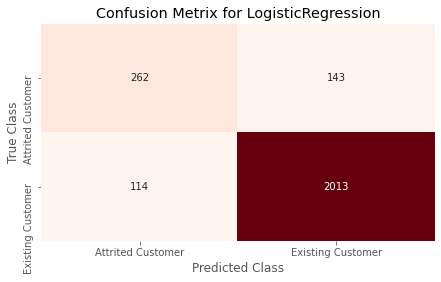 Confusion Metrix for LogisticRegression
True Class
Attrited Customer
262
143
Existing Customer
114
2013
Attrited Customer
Existing Customer
Predicted Class